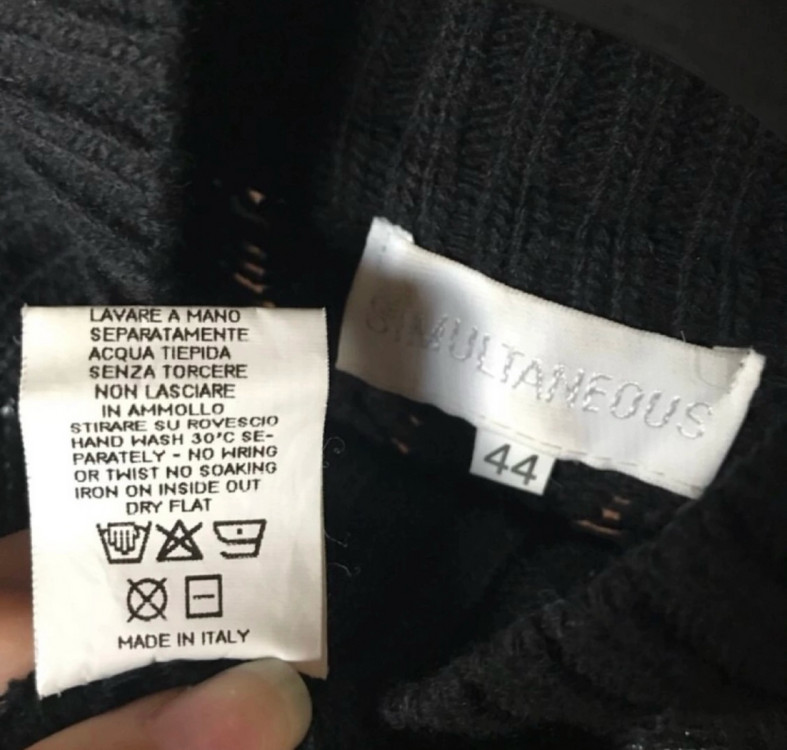 LAVARE A MANO
SEPARATAMENTE
ACQUA TIEPIDA
SENZA TORCERE
NON LASCIARE
IN AMMOLLO
STIRARE SU ROVESCIO
HAND WASH 30°C SE-
PARATELY - NO WRING
OR TWIST NO SOAKING
IRON ON INSIDE OUT
DRY FLAT
MADE IN ITALY
SIMULTANEOUS
44